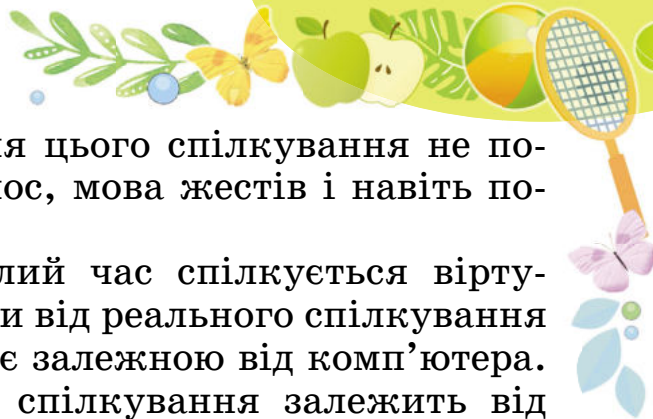 ня цього спілкування не по-
лос, мова жестів і навіть по-
лий час спілкується вірту-
и від реального спілкування
є залежною від комп’ютера.
спілкування залежить від